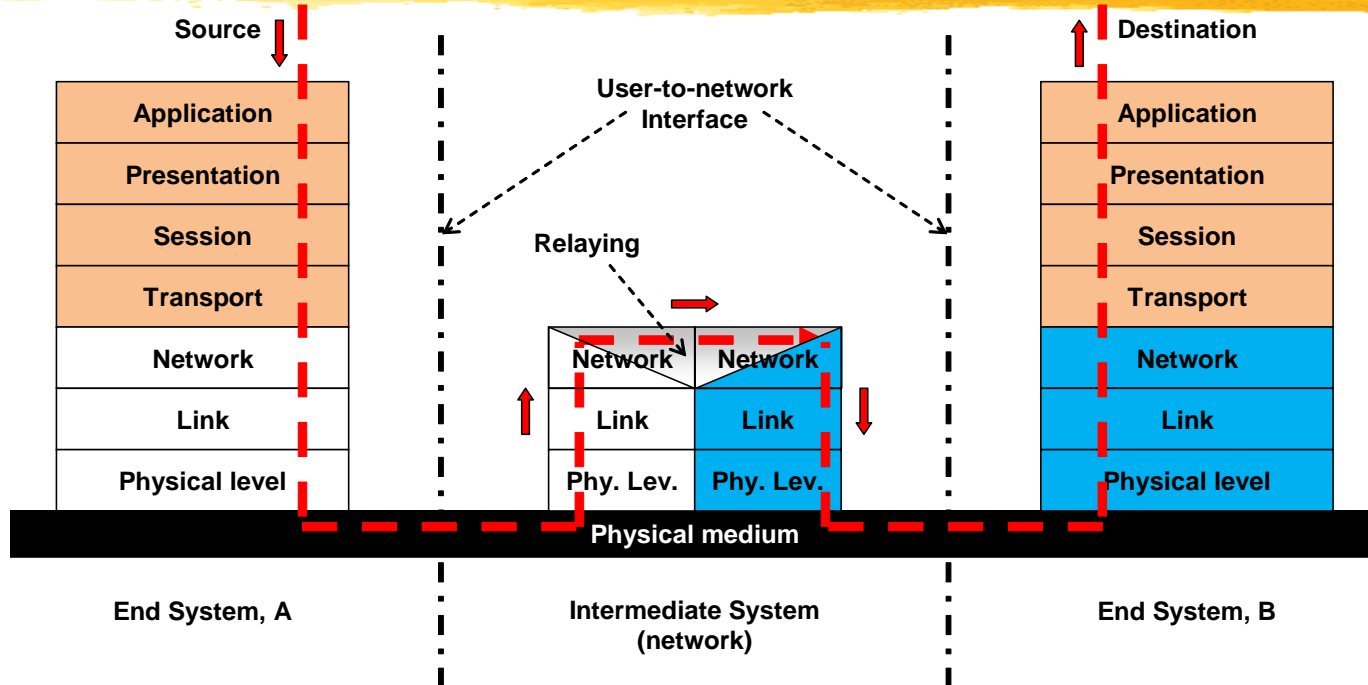 Source
Destination
User-to-network
Interface
Application
Presentation
Session
Transport
Network
Link
Physical level
Relaying
Network
Network
Link
Link
Phy. Lev.
Phy. Lev.
Application
Presentation
Session
Transport
Network
Link
Physical level
Physical medium
End System, A
Intermediate System
(network)
End System, B